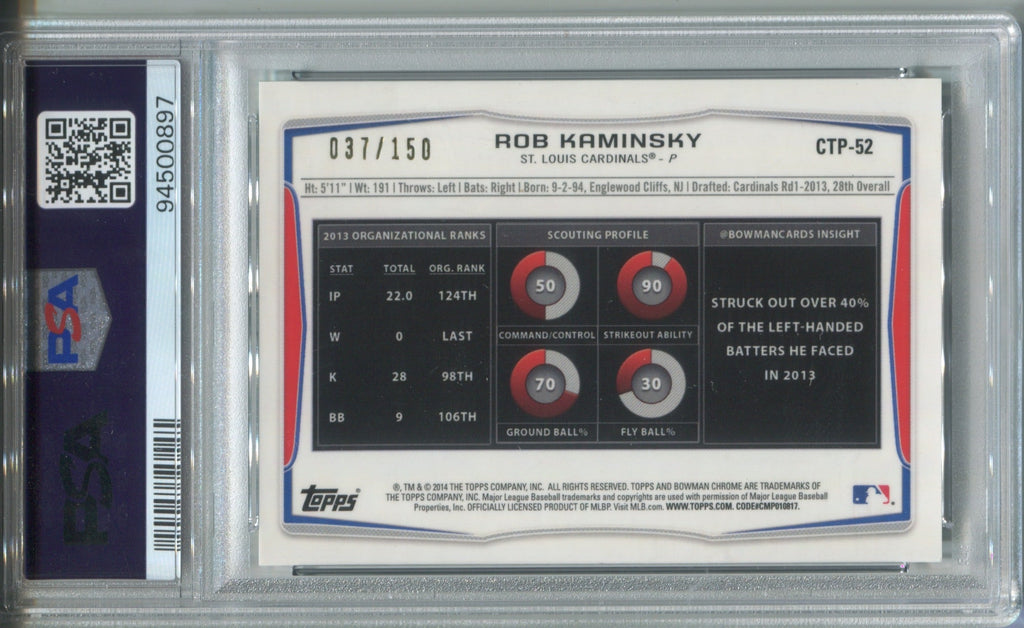 PSA
PSA
94500897
037/150
ROB KAMINSKY
ST. LOUIS CARDINALS® - P
CTP-52
Ht: 5'11" | Wt: 191 | Throws: Left | Bats: Right | Born: 9-2-94, Englewood Cliffs, NJ | Drafted: Cardinals Rd1-2013, 28th Overall
2013 ORGANIZATIONAL RANKS
STAT TOTAL ORG. RANK
IP 22.0 124TH
W 0 LAST
K 28 98TH
BB 9 106TH
SCOUTING PROFILE
50 90
COMMAND/CONTROL STRIKEOUT ABILITY
70 30
GROUND BALL% FLY BALL%
@BOWMANCARDS INSIGHT
STRUCK OUT OVER 40%
OF THE LEFT-HANDED
BATTERS HE FACED
IN 2013
Topps®
®, TM & © 2014 THE TOPPS COMPANY, INC. ALL RIGHTS RESERVED. TOPPS AND BOWMAN CHROME ARE TRADEMARKS OF
THE TOPPS COMPANY, INC. Major League Baseball trademarks and copyrights are used with permission of Major League Baseball
Properties, Inc. OFFICIALLY LICENSED PRODUCT OF MLBP. Visit MLB.com. WWW.TOPPS.COM. CODE#CMP010817.